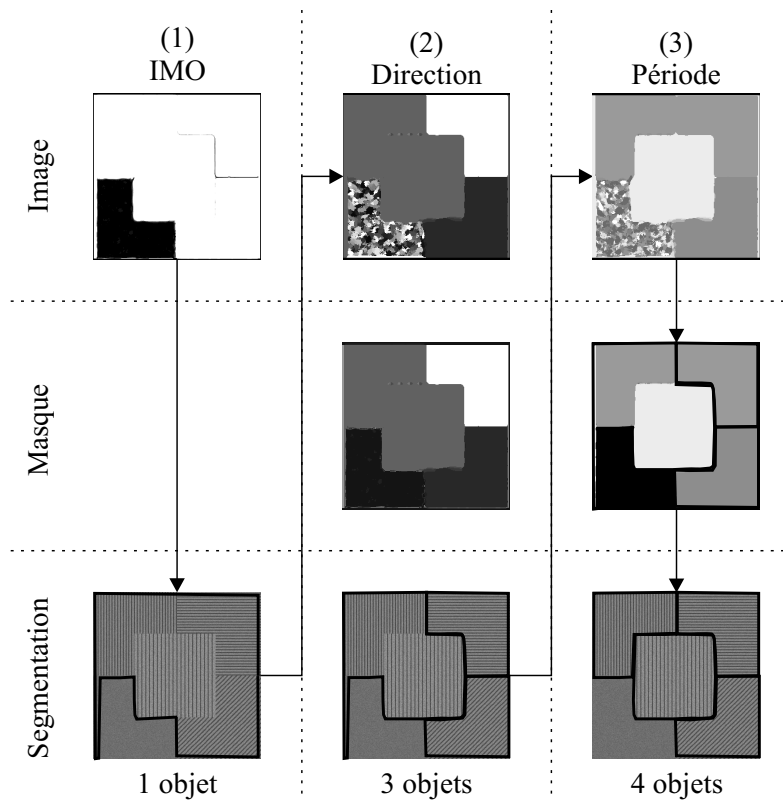 (1)
IMO
(2)
Direction
(3)
Période
Image
Masque
Segmentation
1 objet
3 objets
4 objets